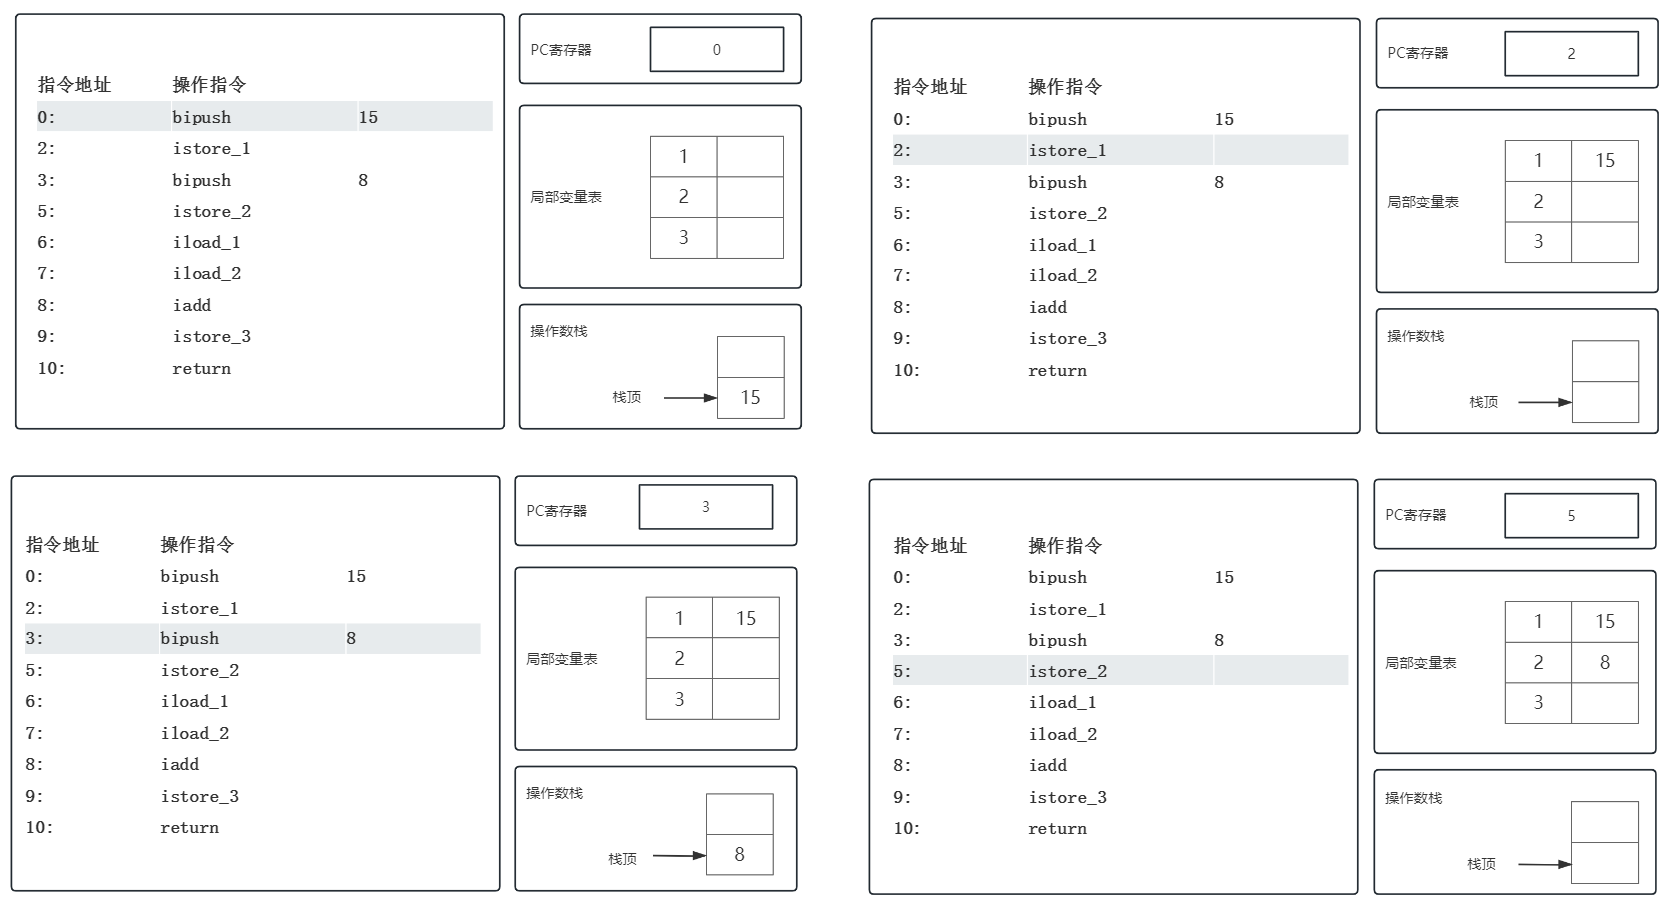 指令地址 操作指令
0: bipush 15
2: istore_1
3: bipush 8
5: istore_2
6: iload_1
7: iload_2
8: iadd
9: istore_3
10: return
PC寄存器 0
局部变量表
1
2
3
操作数栈
栈顶 15
指令地址 操作指令
0: bipush 15
2: istore_1
3: bipush 8
5: istore_2
6: iload_1
7: iload_2
8: iadd
9: istore_3
10: return
PC寄存器 2
局部变量表
1 15
2
3
操作数栈
栈顶
指令地址 操作指令
0: bipush 15
2: istore_1
3: bipush 8
5: istore_2
6: iload_1
7: iload_2
8: iadd
9: istore_3
10: return
PC寄存器 3
局部变量表
1 15
2
3
操作数栈
栈顶 8
指令地址 操作指令
0: bipush 15
2: istore_1
3: bipush 8
5: istore_2
6: iload_1
7: iload_2
8: iadd
9: istore_3
10: return
PC寄存器 5
局部变量表
1 15
2 8
3
操作数栈
栈顶